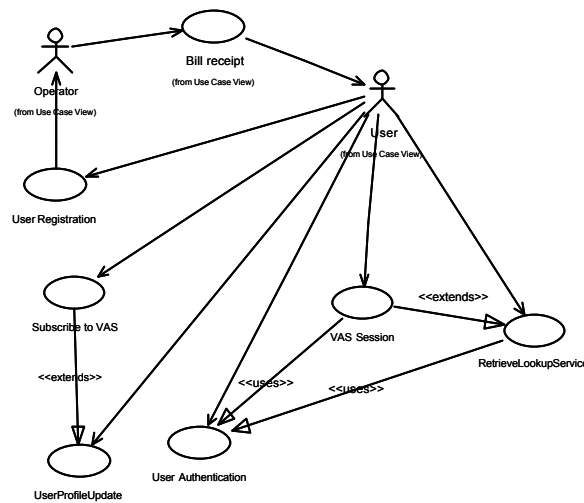 Bill receipt
(from Use Case View)
Operator
(from Use Case View)
User
(from Use Case View)
User Registration
<<extends>>
Subscribe to VAS
VAS Session
RetrieveLookupService
<<extends>>
<<uses>>
<<uses>>
User Authentication
UserProfileUpdate